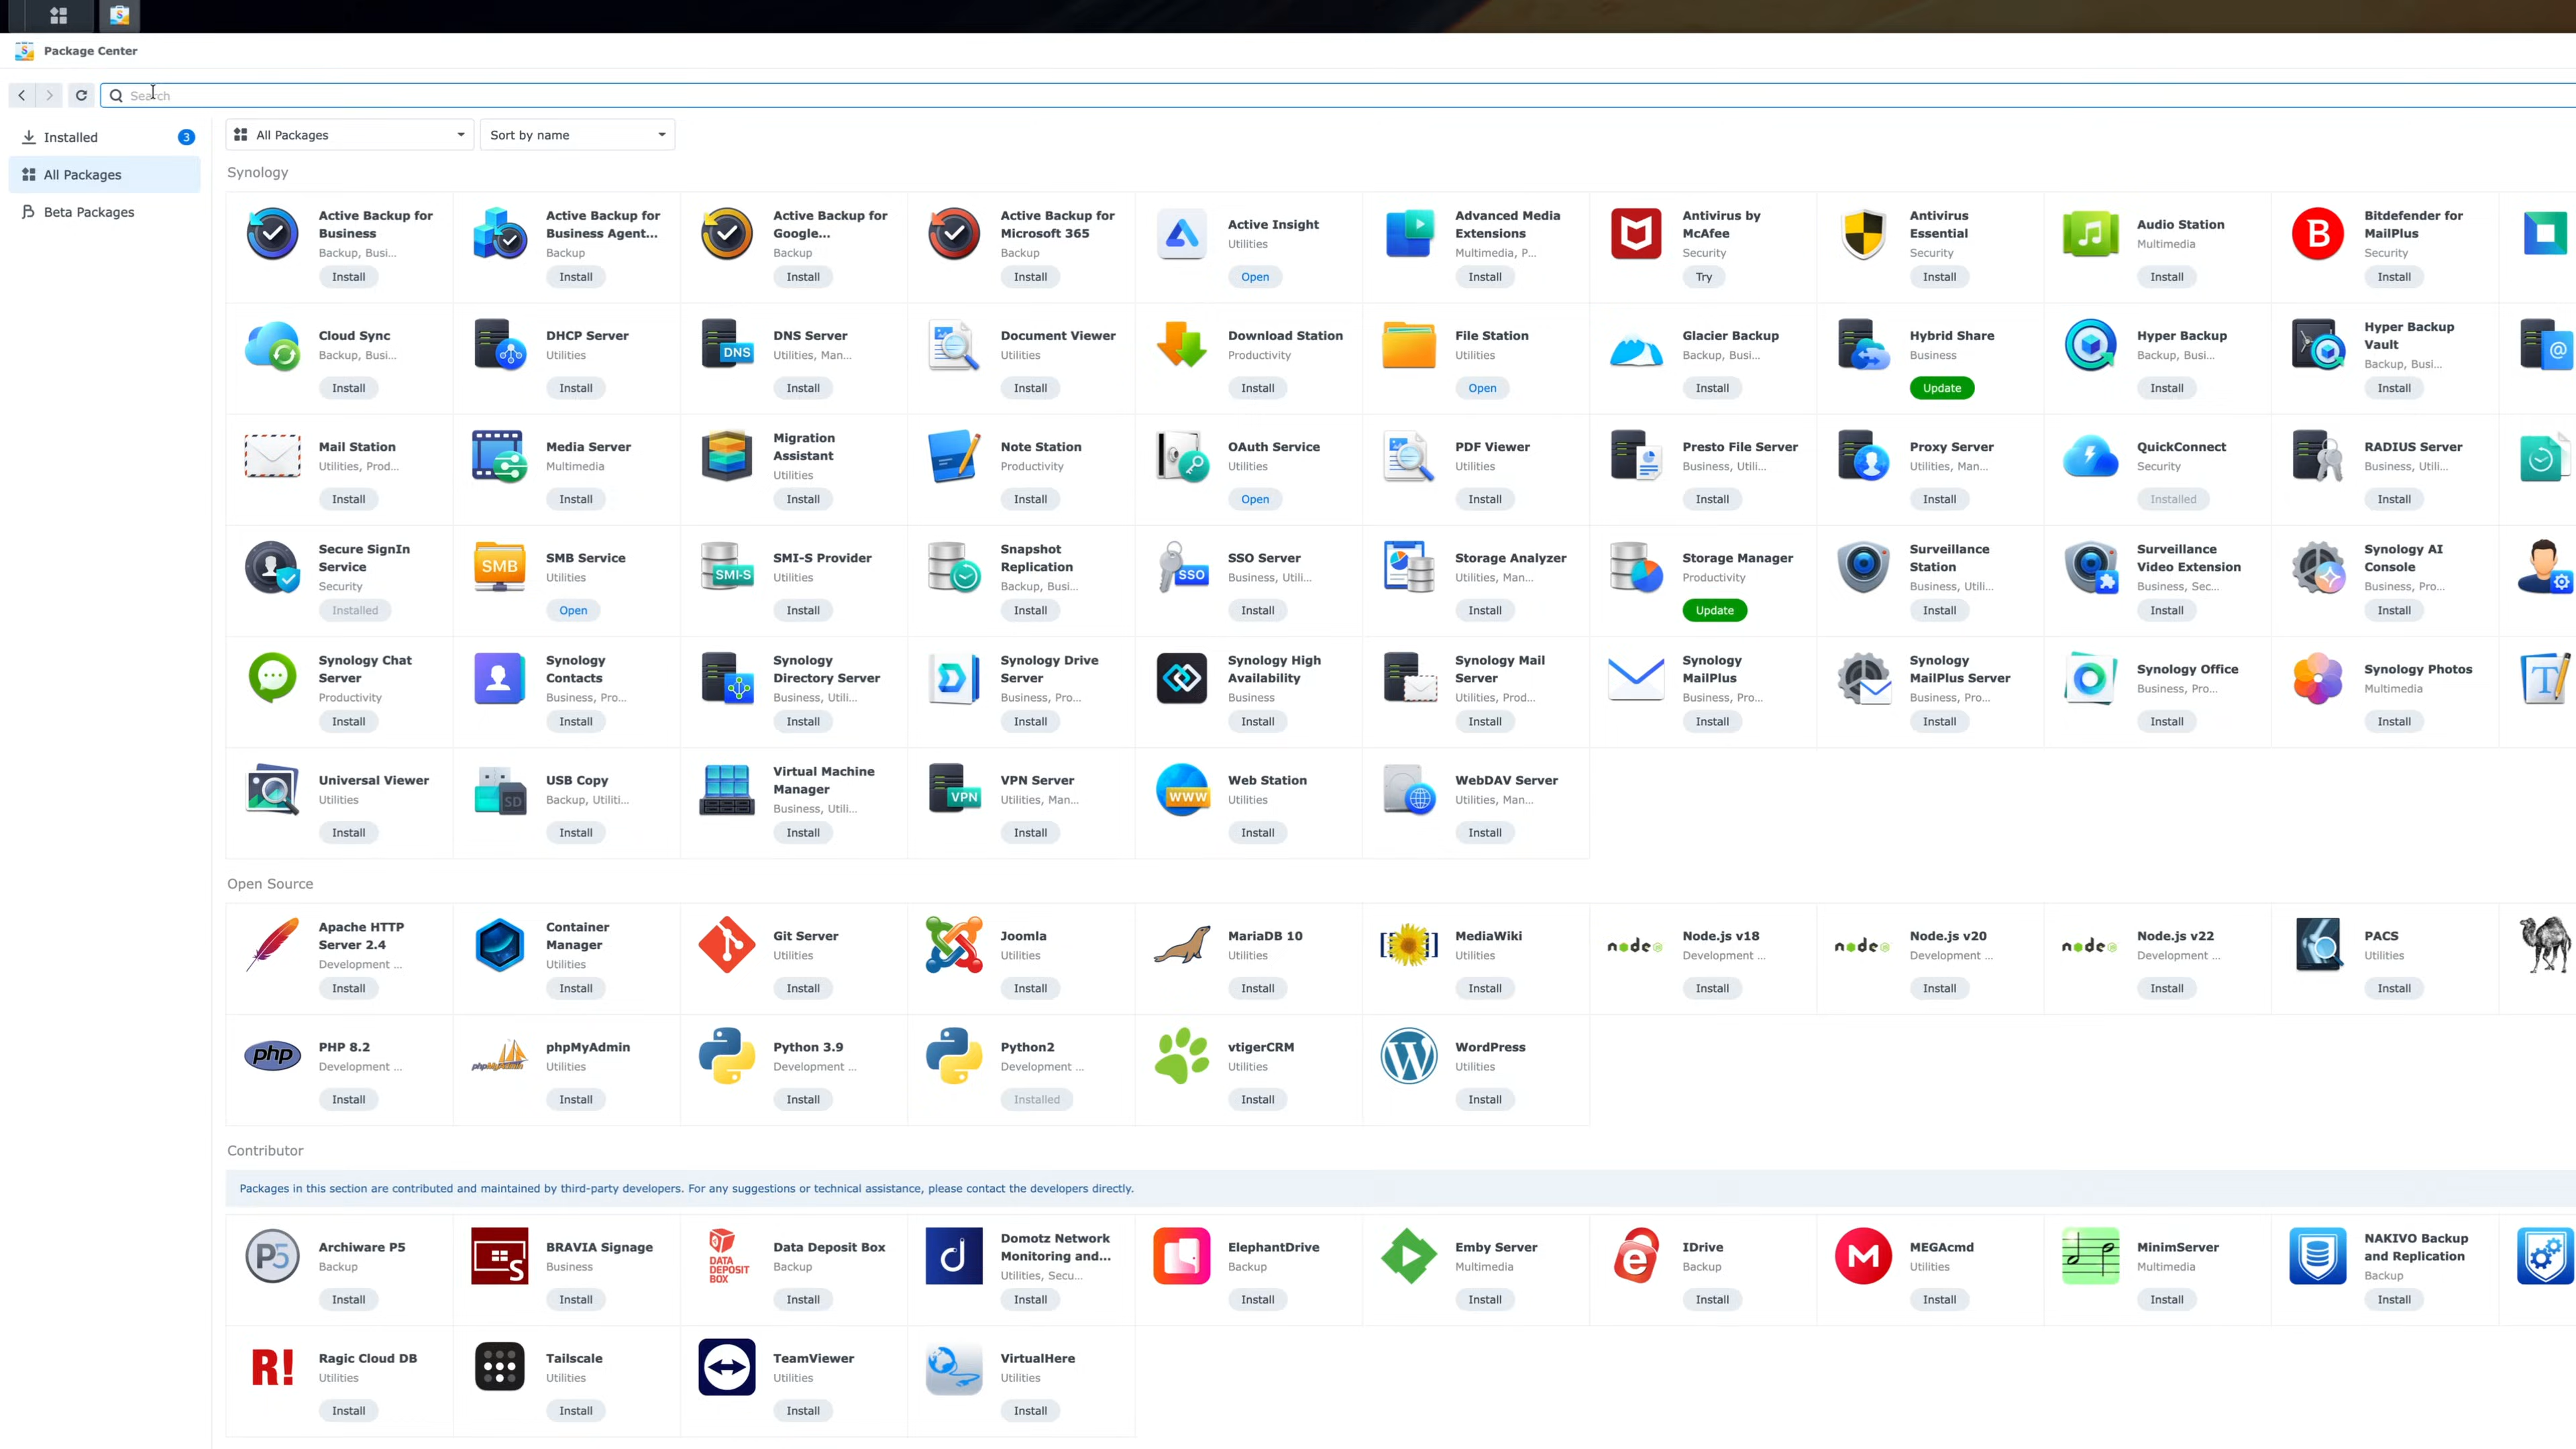 Package Center
Search
Installed 3
All Packages
Beta Packages
All Packages Sort by name
Synology
Active Backup for Business
Backup, Busi...
Install
Active Backup for Business Agent...
Backup
Install
Active Backup for Google...
Backup
Install
Active Backup for Microsoft 365
Backup
Install
Active Insight
Utilities
Open
Advanced Media Extensions
Multimedia, P...
Install
Antivirus by McAfee
Security
Try
Antivirus Essential
Security
Install
Audio Station
Multimedia
Install
B
Bitdefender for MailPlus
Security
Install
Cloud Sync
Backup, Busi...
Install
DHCP Server
Utilities
Install
DNS
DNS Server
Utilities, Man...
Install
Document Viewer
Utilities
Install
Download Station
Productivity
Install
File Station
Utilities
Open
Glacier Backup
Backup, Busi...
Install
Hybrid Share
Business
Update
Hyper Backup
Backup, Busi...
Install
Hyper Backup Vault
Backup, Busi...
Install
@
Mail Station
Utilities, Prod...
Install
Media Server
Multimedia
Install
Migration Assistant
Utilities
Install
Note Station
Productivity
Install
OAuth Service
Utilities
Open
PDF Viewer
Utilities
Install
Presto File Server
Business, Utili...
Install
Proxy Server
Utilities, Man...
Install
QuickConnect
Security
Installed
RADIUS Server
Business, Utili...
Install
Secure SignIn Service
Security
Installed
SMB
SMB Service
Utilities
Open
SMI-S
SMI-S Provider
Utilities
Install
Snapshot Replication
Backup, Busi...
Install
SSO
SSO Server
Business, Utili...
Install
Storage Analyzer
Utilities, Man...
Install
Storage Manager
Productivity
Update
Surveillance Station
Business, Utili...
Install
Surveillance Video Extension
Business, Sec...
Install
Synology AI Console
Business, Pro...
Install
Synology Chat Server
Productivity
Install
Synology Contacts
Business, Pro...
Install
Synology Directory Server
Business, Utili...
Install
Synology Drive Server
Business, Pro...
Install
Synology High Availability
Business
Install
Synology Mail Server
Utilities, Prod...
Install
Synology MailPlus
Business, Pro...
Install
Synology MailPlus Server
Business, Pro...
Install
Synology Office
Business, Pro...
Install
Synology Photos
Multimedia
Install
T
Universal Viewer
Utilities
Install
SD
USB Copy
Backup, Utiliti...
Install
Virtual Machine Manager
Business, Utili...
Install
VPN
VPN Server
Utilities, Man...
Install
WWW
Web Station
Utilities
Install
WebDAV Server
Utilities, Man...
Install
Open Source
Apache HTTP Server 2.4
Development ...
Install
Container Manager
Utilities
Install
Git Server
Utilities
Install
Joomla
Utilities
Install
MariaDB 10
Utilities
Install
MediaWiki
Utilities
Install
node
Node.js v18
Development ...
Install
node
Node.js v20
Development ...
Install
node
Node.js v22
Development ...
Install
PACS
Utilities
Install
php
PHP 8.2
Development ...
Install
phpMyAdmin
phpMyAdmin
Utilities
Install
Python 3.9
Development ...
Install
Python2
Development ...
Installed
vtigerCRM
Utilities
Install
WordPress
Utilities
Install
Contributor
Packages in this section are contributed and maintained by third-party developers. For any suggestions or technical assistance, please contact the developers directly.
P5
Archiware P5
Backup
Install
S
BRAVIA Signage
Business
Install
DATA DEPOSIT BOX
Data Deposit Box
Backup
Install
Domotz Network Monitoring and...
Utilities, Secu...
Install
ElephantDrive
Backup
Install
Emby Server
Multimedia
Install
e
IDrive
Backup
Install
M
MEGAcmd
Utilities
Install
MinimServer
Multimedia
Install
NAKIVO Backup and Replication
Backup
Install
R!
Ragic Cloud DB
Utilities
Install
Tailscale
Utilities
Install
TeamViewer
Utilities
Install
VirtualHere
Utilities
Install